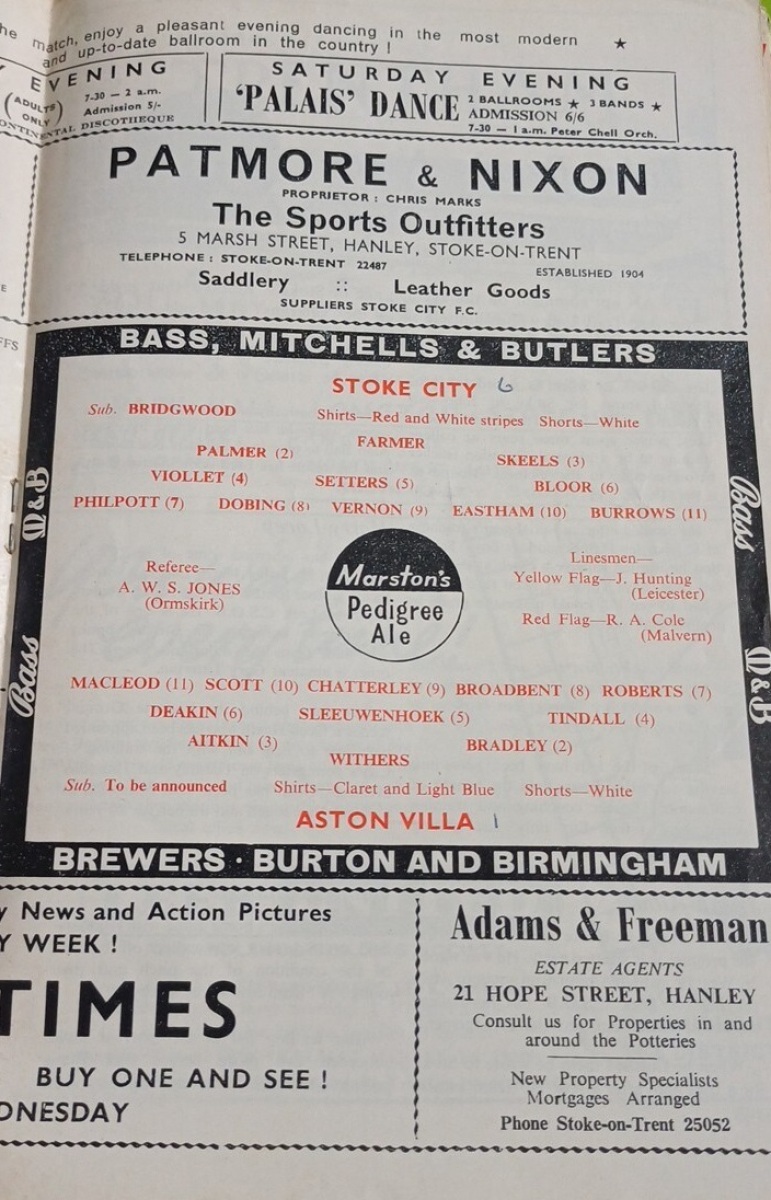 he match, enjoy a pleasant evening dancing in the most modern ★
and up-to-date ballroom in the country !
EVENING
(ADULTS ONLY)
7-30 — 2 a.m.
Admission 5/-
CONTINENTAL DISCOTHEQUE
SATURDAY EVENING
'PALAIS' DANCE
2 BALLROOMS ★ 3 BANDS ★
ADMISSION 6/6
7-30 — 1 a.m. Peter Chell Orch.
PATMORE & NIXON
PROPRIETOR : CHRIS MARKS
The Sports Outfitters
5 MARSH STREET, HANLEY, STOKE-ON-TRENT
TELEPHONE : STOKE-ON-TRENT 22487
ESTABLISHED 1904
Saddlery :: Leather Goods
SUPPLIERS STOKE CITY F.C.
FFS
BASS, MITCHELLS & BUTLERS
STOKE CITY 6
Sub. BRIDGWOOD Shirts—Red and White stripes Shorts—White
FARMER
PALMER (2) SKEELS (3)
VIOLLET (4) SETTERS (5) BLOOR (6)
PHILPOTT (7) DOBING (8) VERNON (9) EASTHAM (10) BURROWS (11)
M&B
Bass
Referee—
A. W. S. JONES
(Ormskirk)
Marston's
Pedigree
Ale
Linesmen—
Yellow Flag—J. Hunting
(Leicester)
Red Flag—R. A. Cole
(Malvern)
Bass
M&B
MACLEOD (11) SCOTT (10) CHATTERLEY (9) BROADBENT (8) ROBERTS (7)
DEAKIN (6) SLEEUWENHOEK (5) TINDALL (4)
AITKIN (3) BRADLEY (2)
WITHERS
Sub. To be announced Shirts—Claret and Light Blue Shorts—White
ASTON VILLA 1
BREWERS · BURTON AND BIRMINGHAM
y News and Action Pictures
Y WEEK !
TIMES
BUY ONE AND SEE !
DNESDAY
Adams & Freeman
ESTATE AGENTS
21 HOPE STREET, HANLEY
Consult us for Properties in and
around the Potteries
New Property Specialists
Mortgages Arranged
Phone Stoke-on-Trent 25052